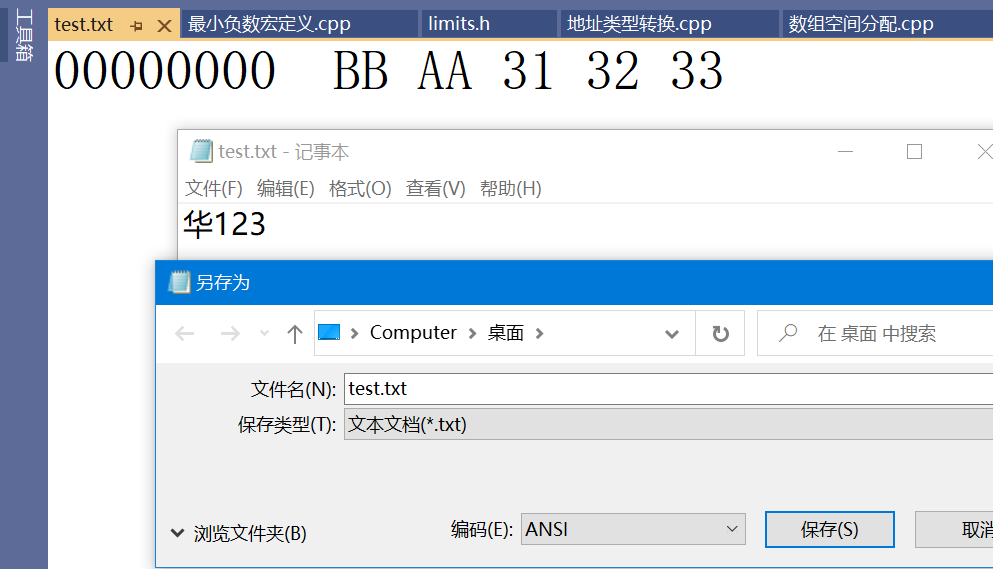 工具箱
test.txt 最小负数宏定义.cpp limits.h 地址类型转换.cpp 数组空间分配.cpp
00000000 BB AA 31 32 33
test.txt - 记事本
文件(F) 编辑(E) 格式(O) 查看(V) 帮助(H)
华123
另存为
Computer 桌面 在 桌面 中搜索
文件名(N): test.txt
保存类型(T): 文本文档(*.txt)
浏览文件夹(B) 编码(E): ANSI 保存(S) 取消